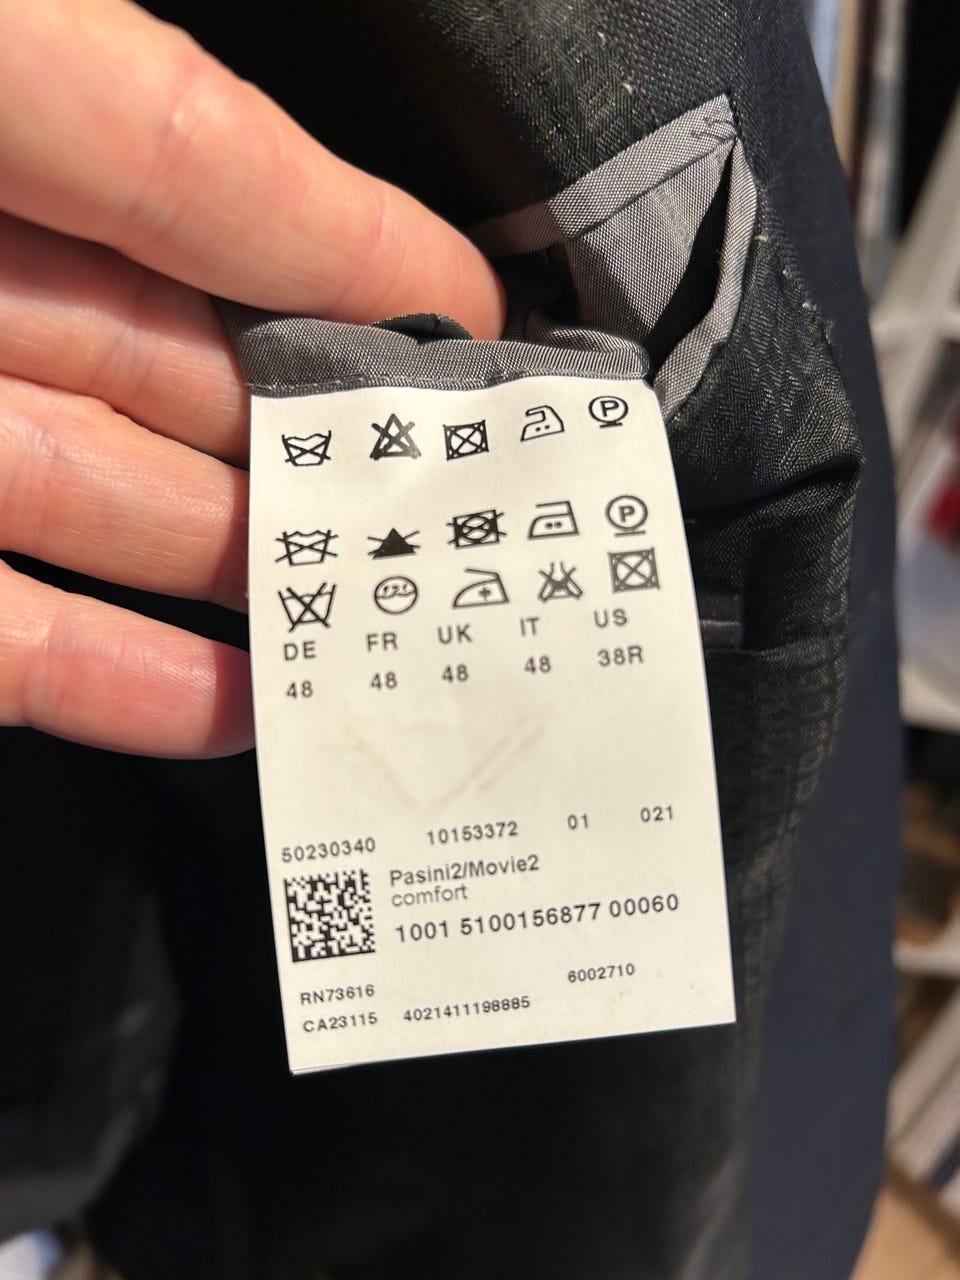 DE FR UK IT US
48 48 48 48 38R
50230340 10153372 01 021
Pasini2/Movie2
comfort
1001 5100156877 00060
6002710
RN73616
CA23115 4021411198885